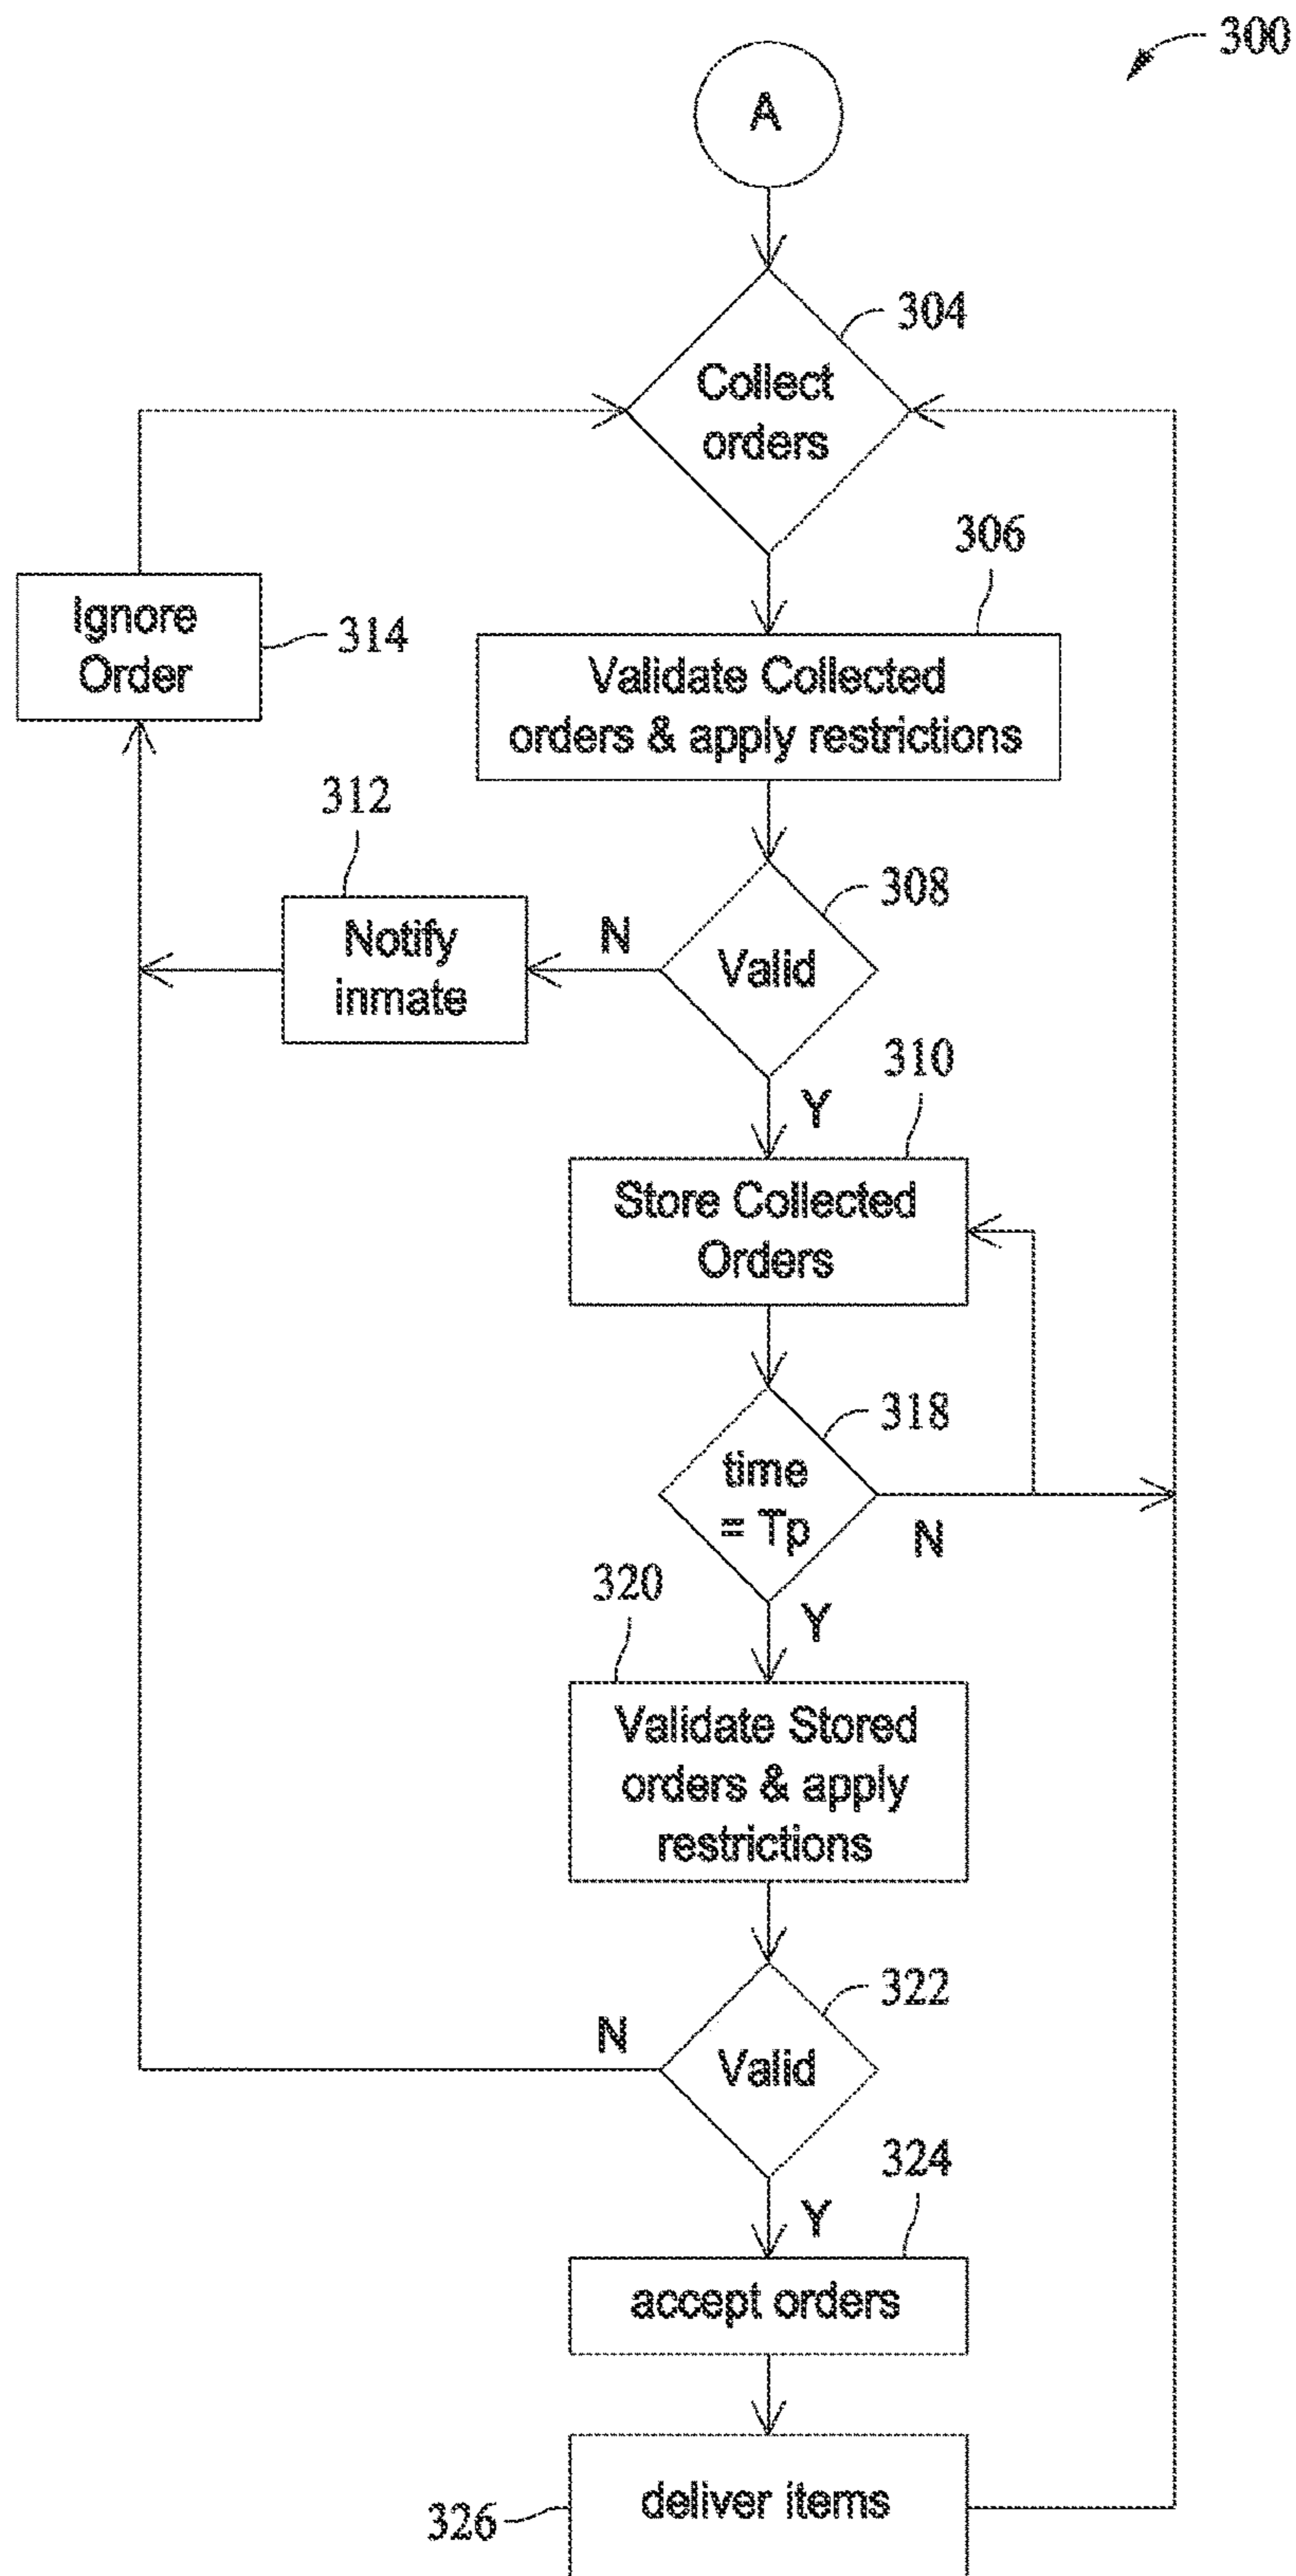 300
A
304
Collect
orders
306
Ignore
Order
314
Validate Collected
orders & apply restrictions
312
308
Notify
inmate
N
Valid
310
Y
Store Collected
Orders
318
time
= Tp
N
320
Y
Validate Stored
orders & apply
restrictions
322
N
Valid
324
Y
accept orders
deliver items
326